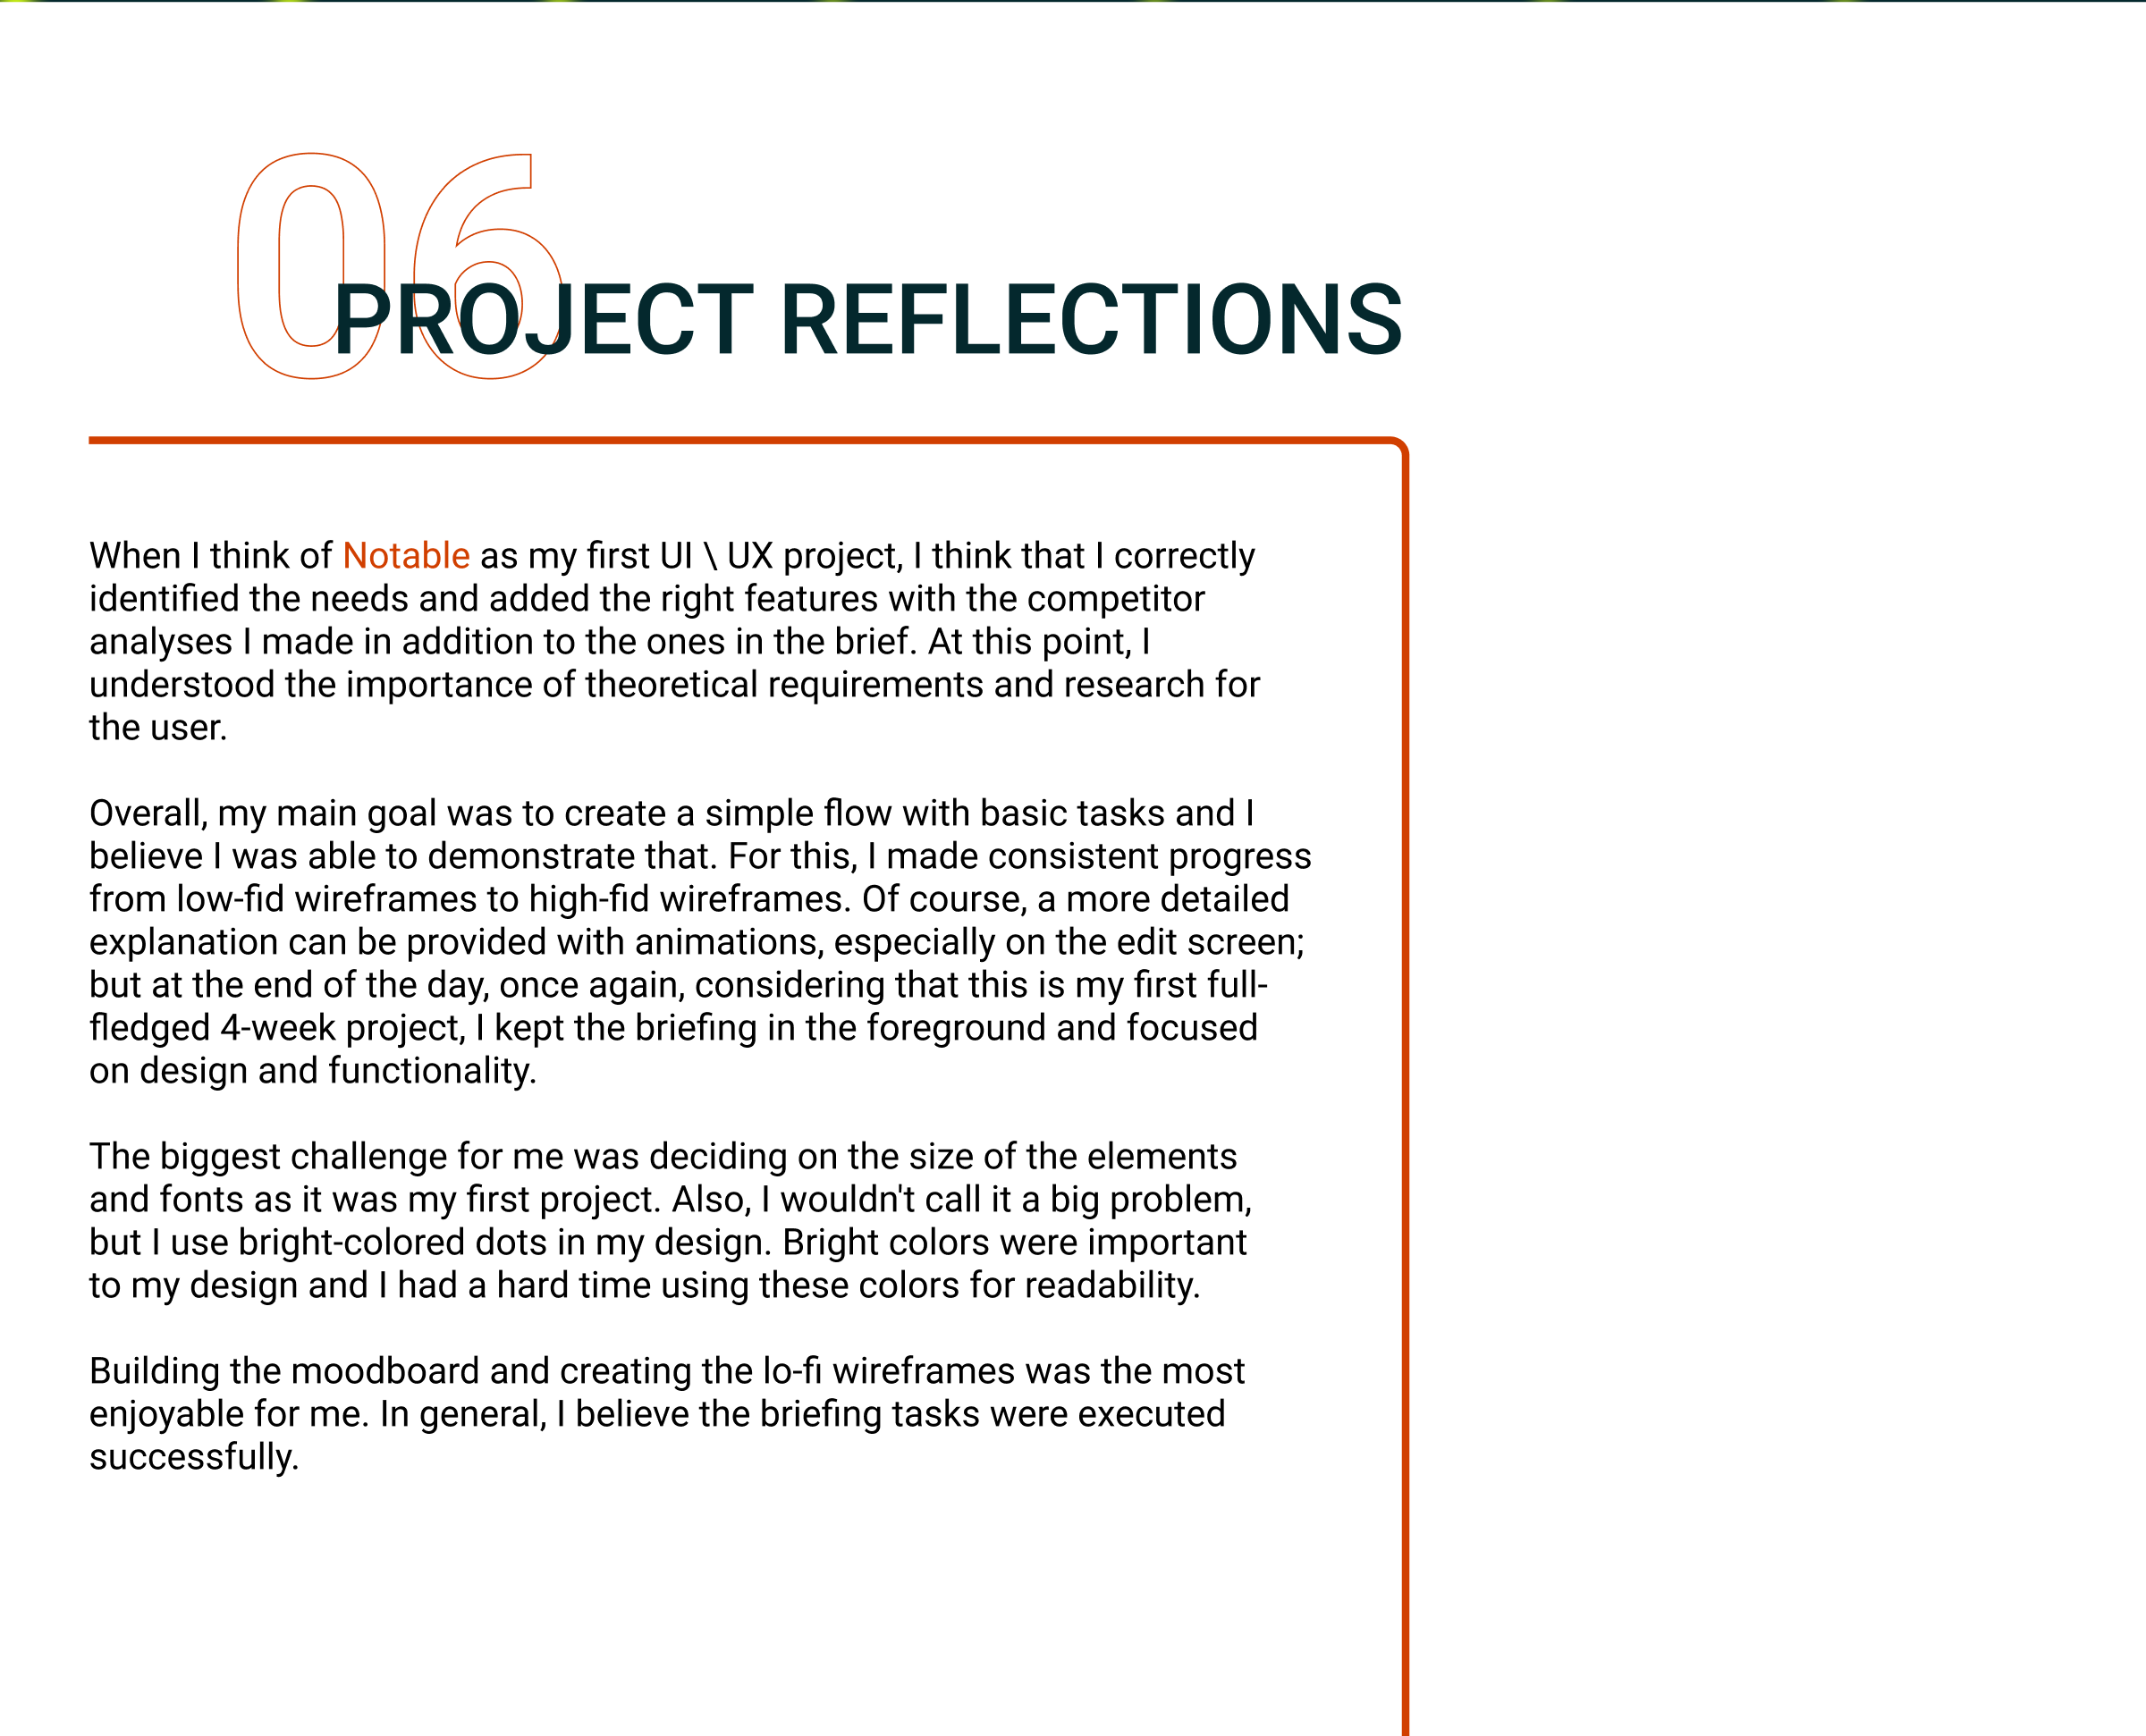 06
PROJECT REFLECTIONS
When I think of Notable as my first UI \ UX project, I think that I correctly
identified the needs and added the right features with the competitor
analyses I made in addition to the ones in the brief. At this point, I
understood the importance of theoretical requirements and research for
the user.
Overall, my main goal was to create a simple flow with basic tasks and I
believe I was able to demonstrate that. For this, I made consistent progress
from low-fid wireframes to high-fid wireframes. Of course, a more detailed
explanation can be provided with animations, especially on the edit screen;
but at the end of the day, once again, considering that this is my first full-
fledged 4-week project, I kept the briefing in the foreground and focused
on design and functionality.
The biggest challenge for me was deciding on the size of the elements
and fonts as it was my first project. Also, I wouldn't call it a big problem,
but I use bright-colored dots in my design. Bright colors were important
to my design and I had a hard time using these colors for readability.
Building the moodboard and creating the lo-fi wireframes was the most
enjoyable for me. In general, I believe the briefing tasks were executed
successfully.